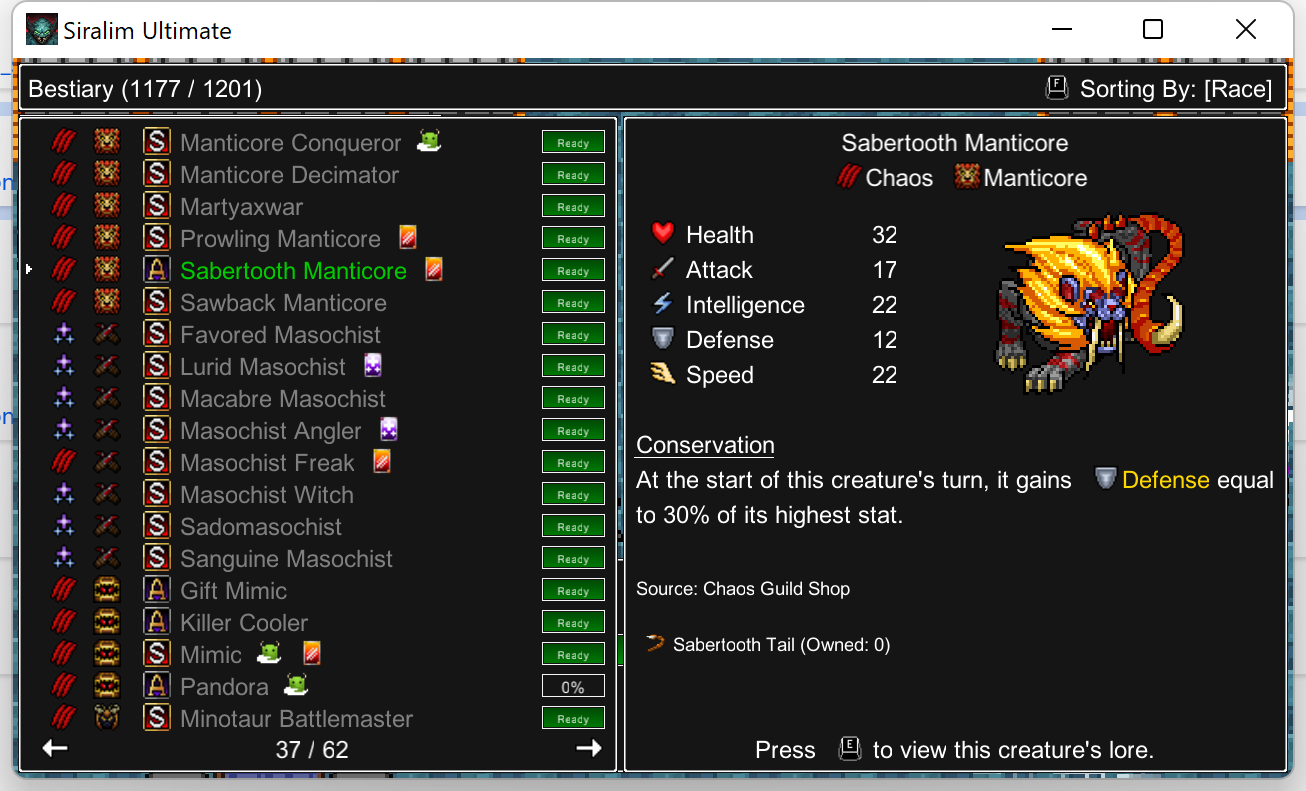 Siralim Ultimate
Bestiary (1177 / 1201)
F Sorting By: [Race]
S Manticore Conqueror Ready
S Manticore Decimator Ready
S Martyaxwar Ready
S Prowling Manticore Ready
A Sabertooth Manticore Ready
S Sawback Manticore Ready
S Favored Masochist Ready
S Lurid Masochist Ready
S Macabre Masochist Ready
S Masochist Angler Ready
S Masochist Freak Ready
S Masochist Witch Ready
S Sadomasochist Ready
S Sanguine Masochist Ready
A Gift Mimic Ready
A Killer Cooler Ready
S Mimic Ready
A Pandora 0%
S Minotaur Battlemaster Ready
37 / 62
Sabertooth Manticore
Chaos Manticore
Health 32
Attack 17
Intelligence 22
Defense 12
Speed 22
Conservation
At the start of this creature's turn, it gains Defense equal
to 30% of its highest stat.
Source: Chaos Guild Shop
Sabertooth Tail (Owned: 0)
Press E to view this creature's lore.